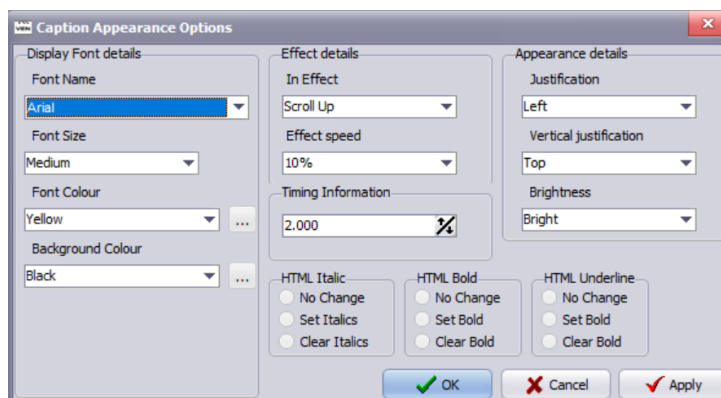 Caption Appearance Options
Display Font details
Font Name
Arial
Font Size
Medium
Font Colour
Yellow
...
Background Colour
Black
...
Effect details
In Effect
Scroll Up
Effect speed
10%
Timing Information
2.000
Appearance details
Justification
Left
Vertical justification
Top
Brightness
Bright
HTML Italic
No Change
Set Italics
Clear Italics
HTML Bold
No Change
Set Bold
Clear Bold
HTML Underline
No Change
Set Bold
Clear Bold
OK
Cancel
Apply